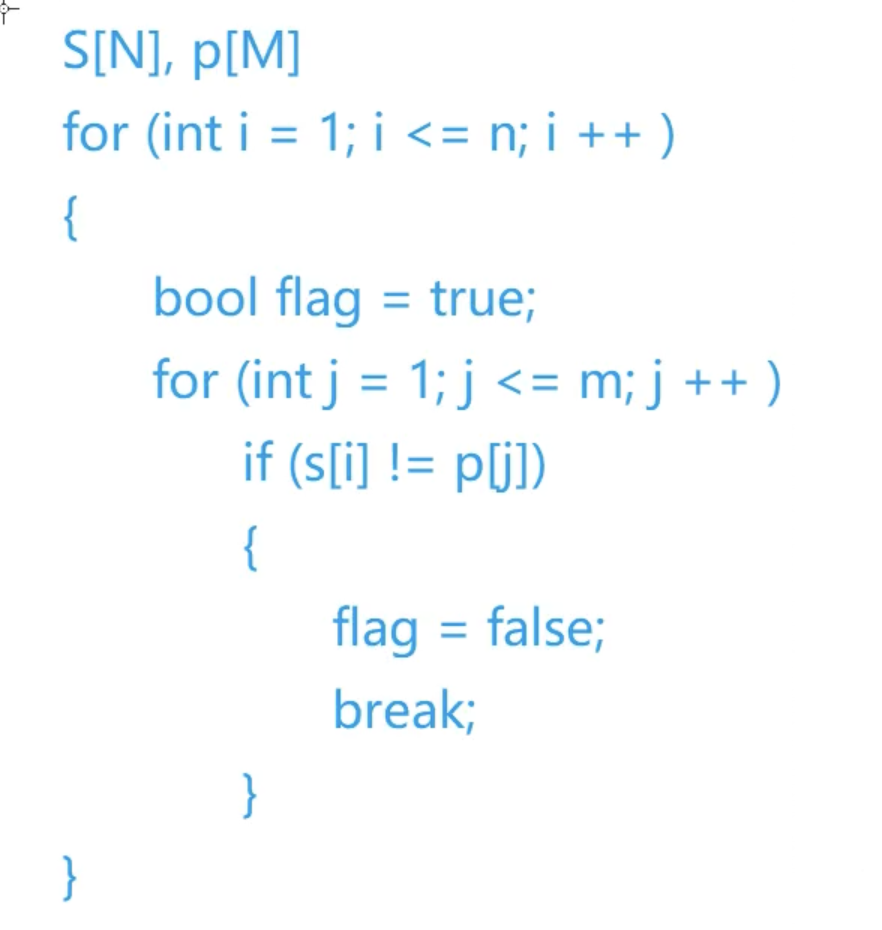 S[N], p[M]
for (int i = 1; i <= n; i ++ )
{
bool flag = true;
for (int j = 1; j <= m; j ++ )
if (s[i] != p[j])
{
flag = false;
break;
}
}